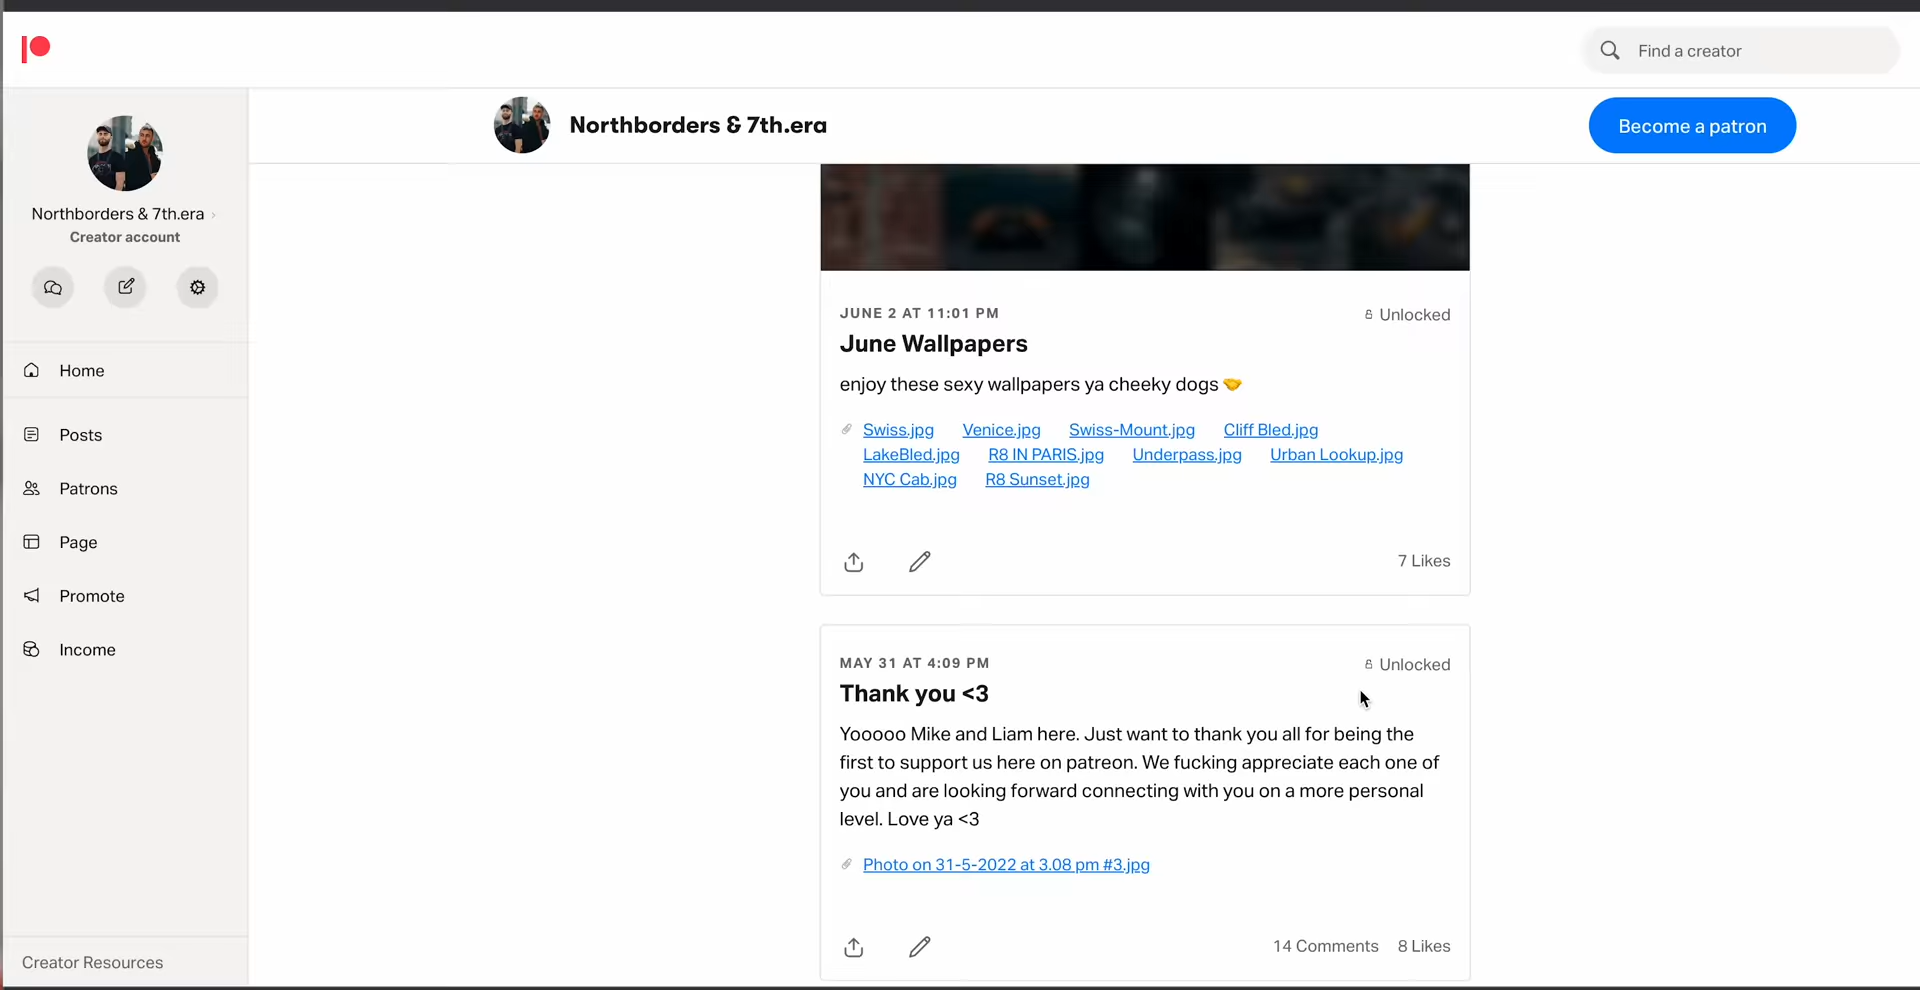 Find a creator
Northborders & 7th.era
Become a patron
Northborders & 7th.era
Creator account
Home
Posts
Patrons
Page
Promote
Income
Creator Resources
JUNE 2 AT 11:01 PM
Unlocked
June Wallpapers
enjoy these sexy wallpapers ya cheeky dogs 🤝
Swiss.jpg Venice.jpg Swiss-Mount.jpg Cliff Bled.jpg
LakeBled.jpg R8 IN PARIS.jpg Underpass.jpg Urban Lookup.jpg
NYC Cab.jpg R8 Sunset.jpg
7 Likes
MAY 31 AT 4:09 PM
Unlocked
Thank you <3
Yooooo Mike and Liam here. Just want to thank you all for being the
first to support us here on patreon. We fucking appreciate each one of
you and are looking forward connecting with you on a more personal
level. Love ya <3
Photo on 31-5-2022 at 3.08 pm #3.jpg
14 Comments 8 Likes